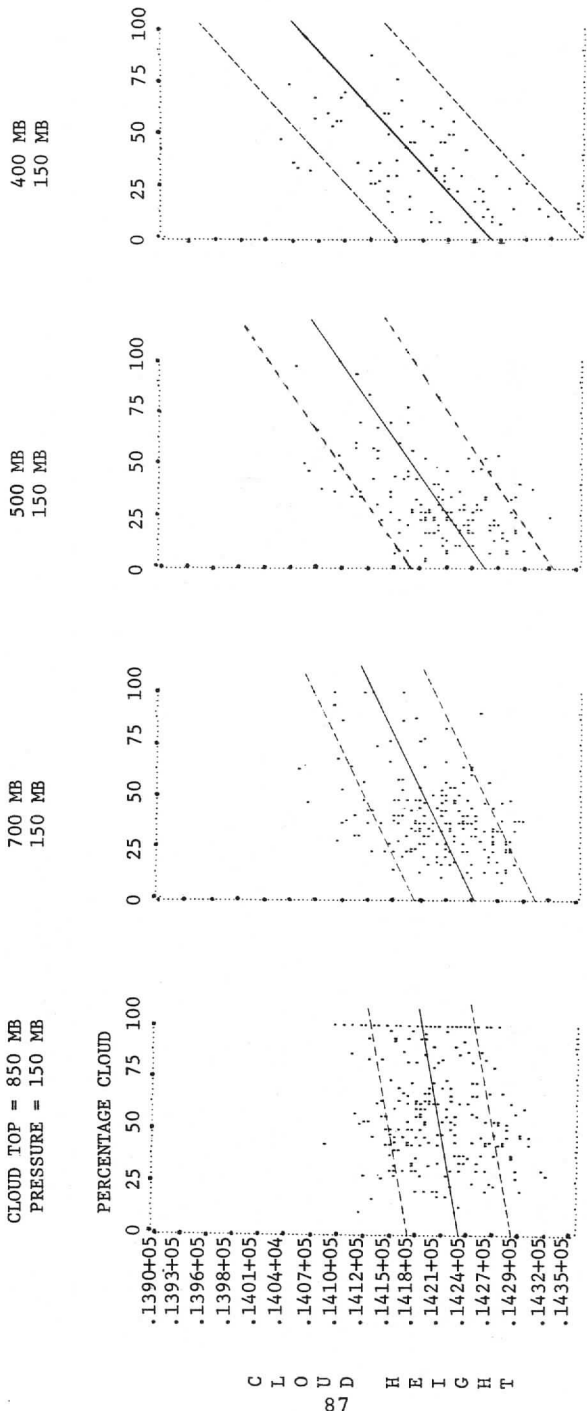 CLOUD TOP = 850 MB
PRESSURE = 150 MB
700 MB
150 MB
500 MB
150 MB
400 MB
150 MB
PERCENTAGE CLOUD
0 25 50 75 100
0 25 50 75 100
0 25 50 75 100
0 25 50 75 100
.1390+05
.1393+05
.1396+05
.1398+05
.1401+05
.1404+04
.1407+05
.1410+05
.1412+05
.1415+05
.1418+05
.1421+05
.1424+05
.1427+05
.1429+05
.1432+05
.1435+05
CLOUD HEIGHT
87